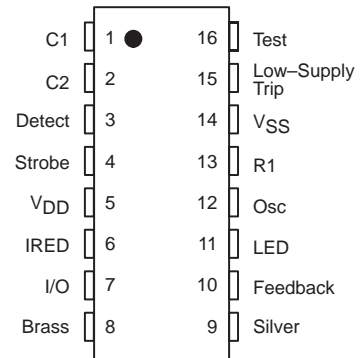 C1 1 16 Test
C2 2 15 Low–Supply Trip
Detect 3 14 VSS
Strobe 4 13 R1
VDD 5 12 Osc
IRED 6 11 LED
I/O 7 10 Feedback
Brass 8 9 Silver